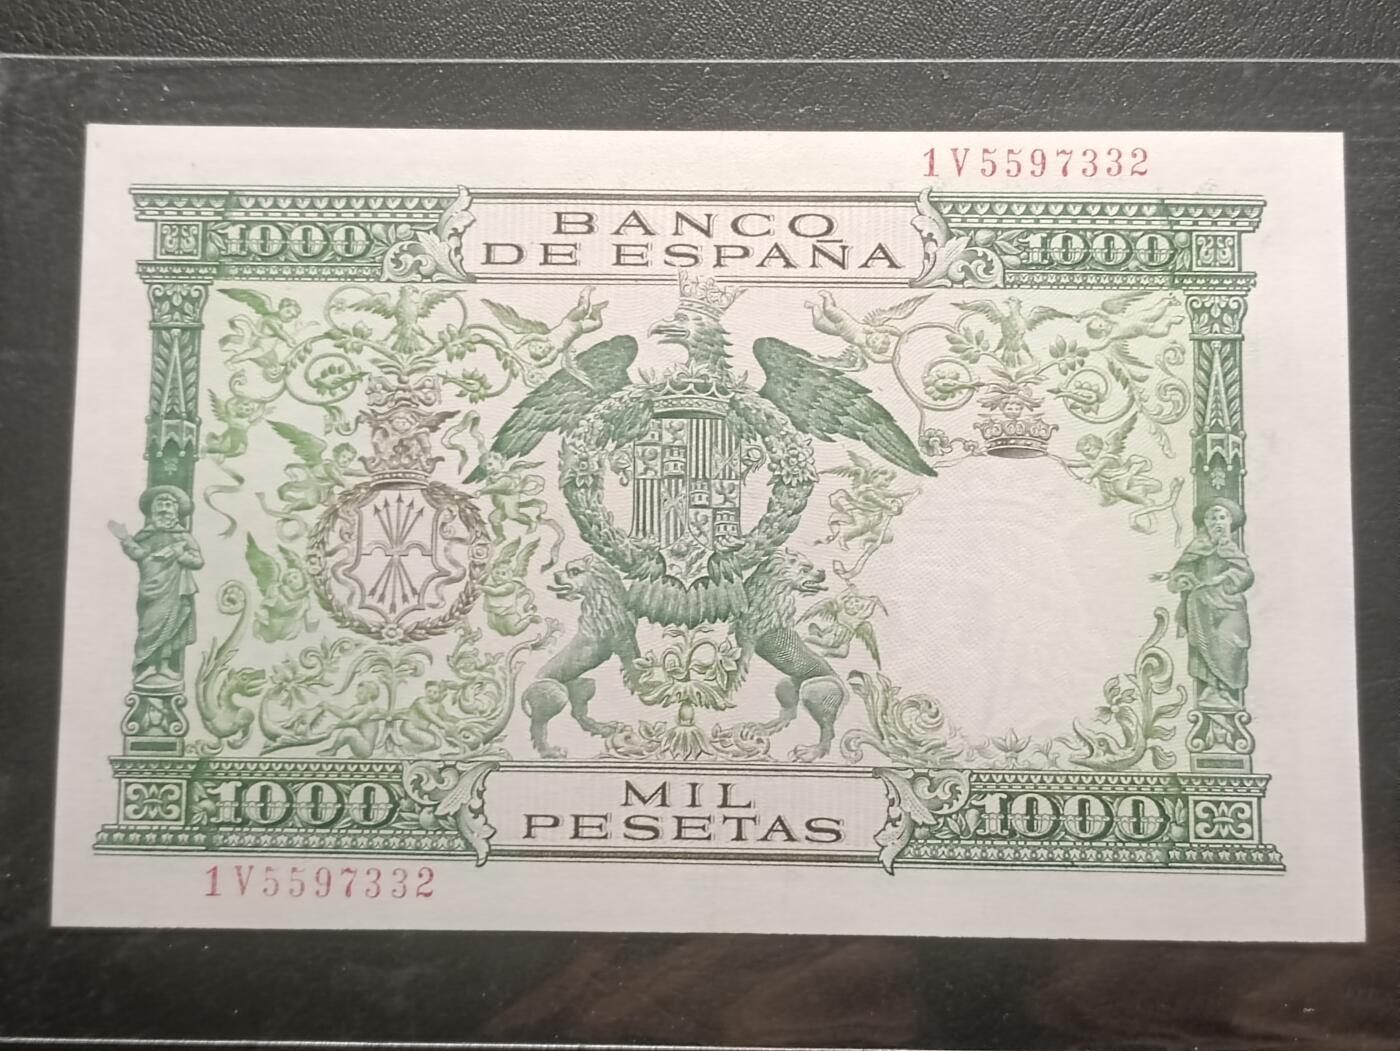 1V5597332
1000 BANCO 1000
DE ESPAÑA
1000 MIL 1000
PESETAS
1V5597332